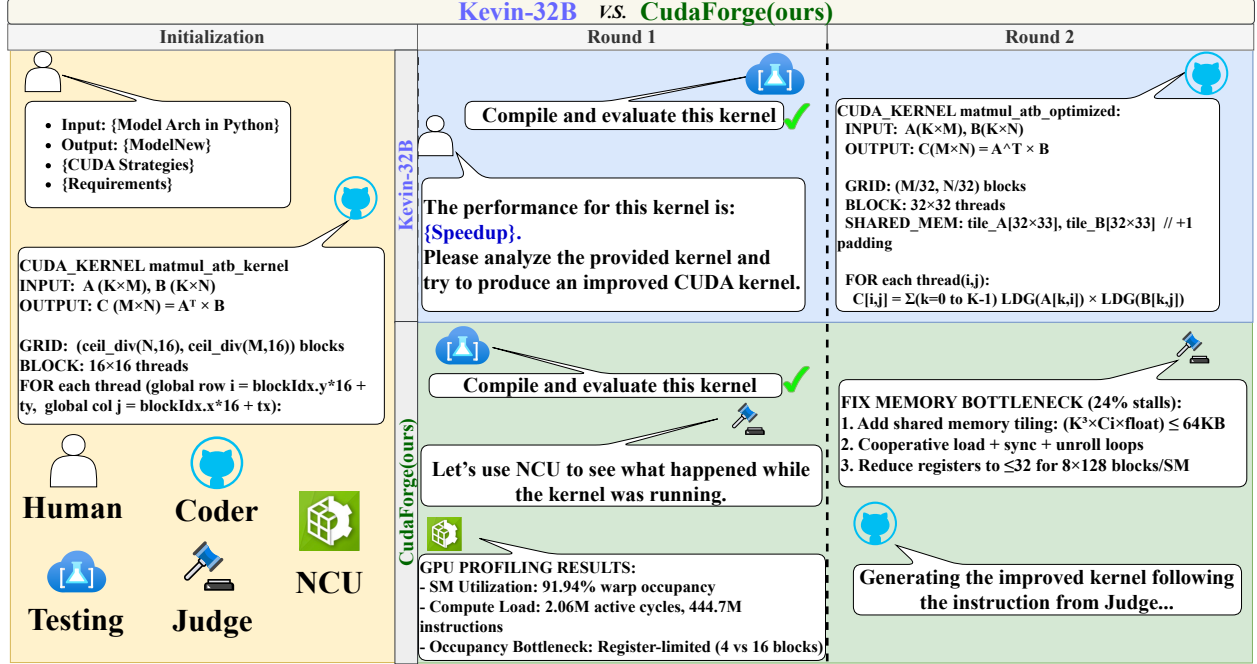 Kevin-32B V.S. CudaForge(ours)
Initialization
Round 1
Round 2
• Input: {Model Arch in Python}
• Output: {ModelNew}
• {CUDA Strategies}
• {Requirements}
CUDA_KERNEL matmul_atb_kernel
INPUT: A (K×M), B (K×N)
OUTPUT: C (M×N) = Aᵀ × B
GRID: (ceil_div(N,16), ceil_div(M,16)) blocks
BLOCK: 16×16 threads
FOR each thread (global row i = blockIdx.y*16 +
ty, global col j = blockIdx.x*16 + tx):
Human
Coder
NCU
Testing
Judge
Kevin-32B
Compile and evaluate this kernel
The performance for this kernel is:
{Speedup}.
Please analyze the provided kernel and
try to produce an improved CUDA kernel.
CUDA_KERNEL matmul_atb_optimized:
INPUT: A(K×M), B(K×N)
OUTPUT: C(M×N) = A^T × B
GRID: (M/32, N/32) blocks
BLOCK: 32×32 threads
SHARED_MEM: tile_A[32×33], tile_B[32×33] // +1
padding
FOR each thread(i,j):
C[i,j] = Σ(k=0 to K-1) LDG(A[k,i]) × LDG(B[k,j])
CudaForge(ours)
Compile and evaluate this kernel
Let's use NCU to see what happened while
the kernel was running.
GPU PROFILING RESULTS:
- SM Utilization: 91.94% warp occupancy
- Compute Load: 2.06M active cycles, 444.7M
instructions
- Occupancy Bottleneck: Register-limited (4 vs 16 blocks)
FIX MEMORY BOTTLENECK (24% stalls):
1. Add shared memory tiling: (K³×Ci×float) ≤ 64KB
2. Cooperative load + sync + unroll loops
3. Reduce registers to ≤32 for 8×128 blocks/SM
Generating the improved kernel following
the instruction from Judge...